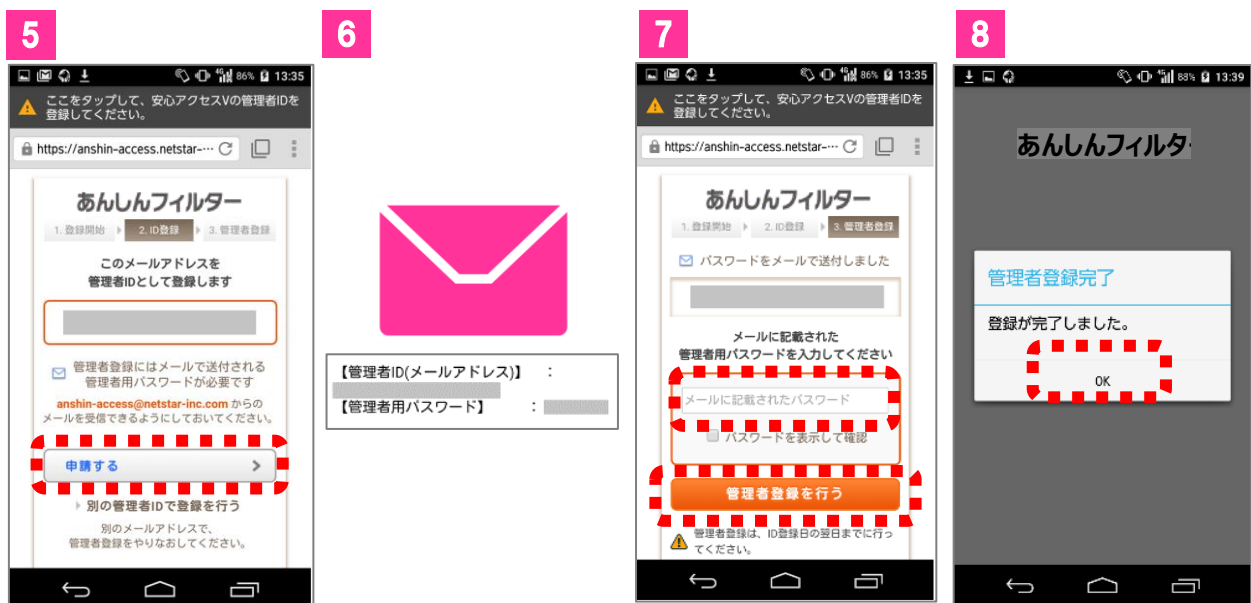 5
86% 13:35
ここをタップして、安心アクセスVの管理者IDを
登録してください。
https://anshin-access.netstar-…
あんしんフィルター
1. 登録開始 2. ID登録 3. 管理者登録
このメールアドレスを
管理者IDとして登録します
管理者登録にはメールで送付される
管理者用パスワードが必要です
anshin-access@netstar-inc.com からの
メールを受信できるようにしておいてください。
申請する
別の管理者IDで登録を行う
別のメールアドレスで、
管理者登録をやりなおしてください。
6
【管理者ID(メールアドレス)】 :
【管理者用パスワード】 :
7
4G 86% 13:35
ここをタップして、安心アクセスVの管理者IDを
登録してください。
https://anshin-access.netstar-…
あんしんフィルター
1. 登録開始 2. ID登録 3. 管理者登録
パスワードをメールで送付しました
メールに記載された
管理者用パスワードを入力してください
メールに記載されたパスワード
パスワードを表示して確認
管理者登録を行う
管理者登録は、ID登録日の翌日までに行っ
てください。
8
4G 88% 13:39
あんしんフィルタ
管理者登録完了
登録が完了しました。
OK